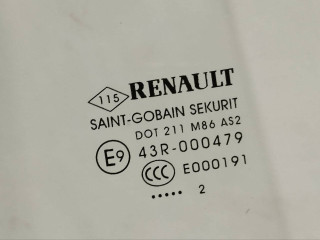 115 RENAULT
SAINT-GOBAIN SEKURIT
DOT 211 M86 AS2
E9 43R-000479
CCC E000191
..... 2